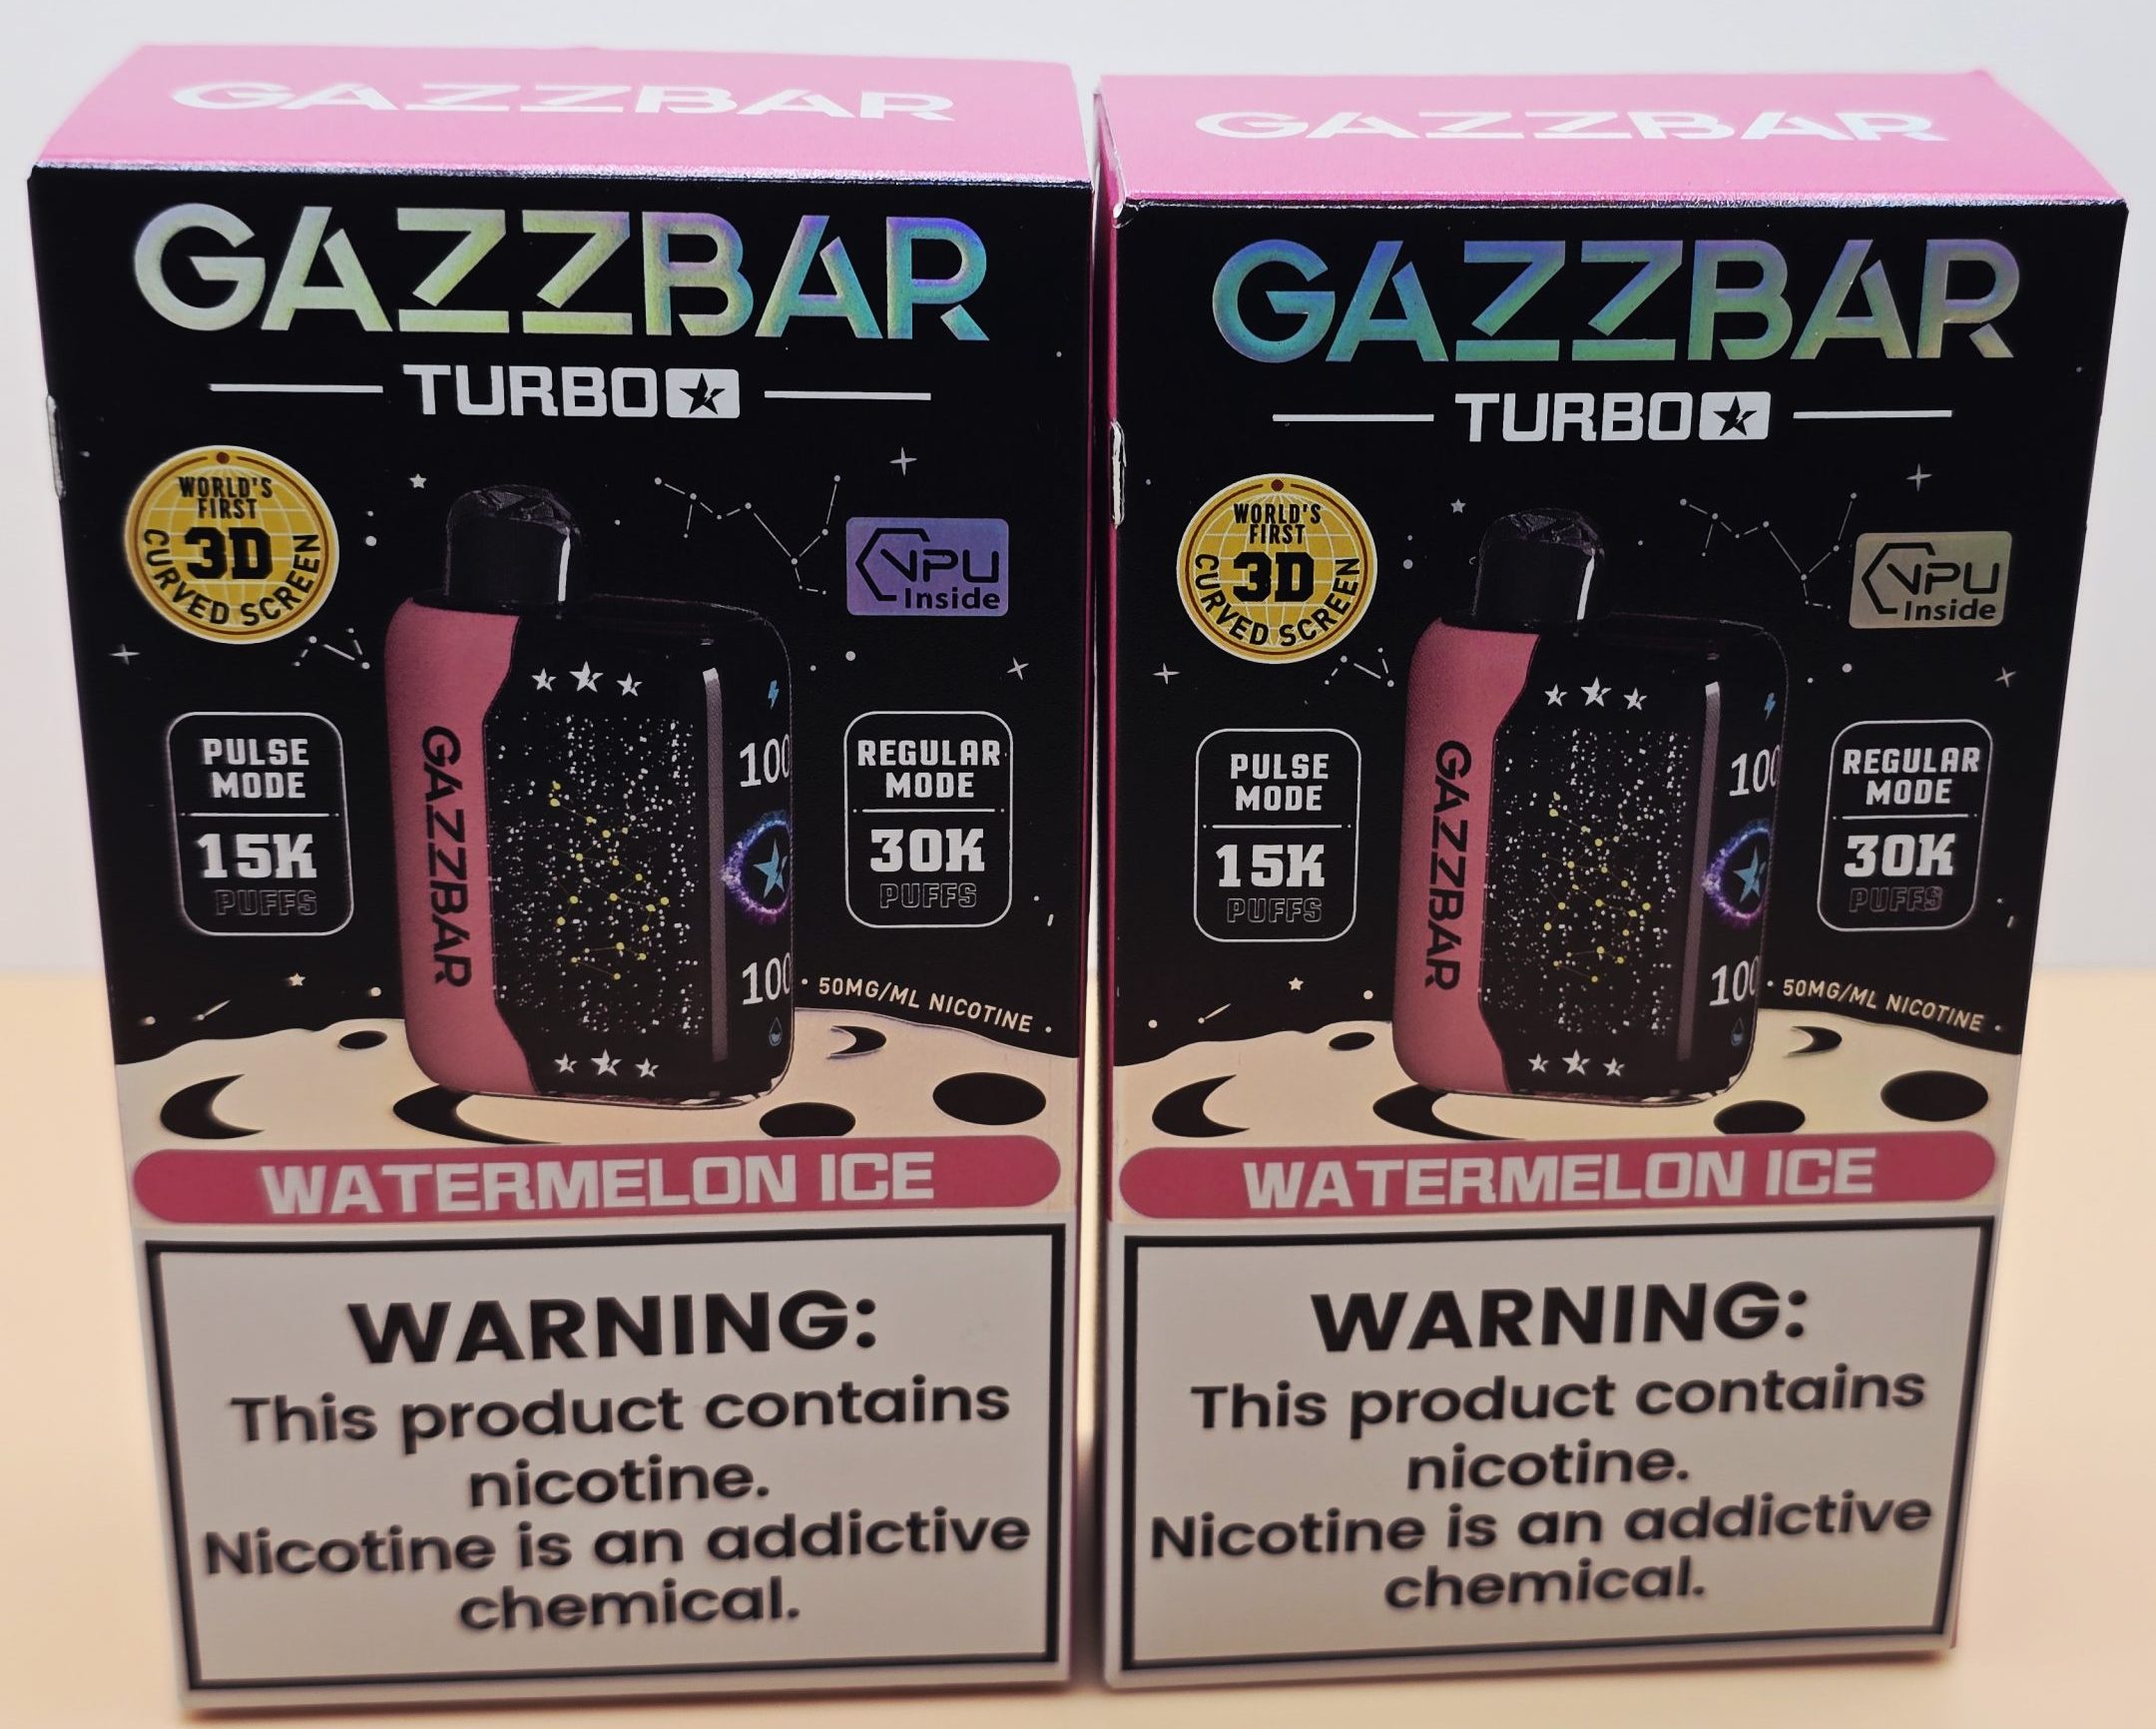 GAZZBAR
GAZZBAR
TURBO
WORLD'S
FIRST
3D
CURVED SCREEN
VPU
Inside
PULSE
MODE
15K
PUFFS
GAZZBAR
100
100
REGULAR
MODE
30K
PUFFS
50MG/ML NICOTINE
WATERMELON ICE
WARNING:
This product contains
nicotine.
Nicotine is an addictive
chemical.
GAZZBAR
GAZZBAR
TURBO
WORLD'S
FIRST
3D
CURVED SCREEN
VPU
Inside
PULSE
MODE
15K
PUFFS
GAZZBAR
100
100
REGULAR
MODE
30K
PUFFS
50MG/ML NICOTINE
WATERMELON ICE
WARNING:
This product contains
nicotine.
Nicotine is an addictive
chemical.